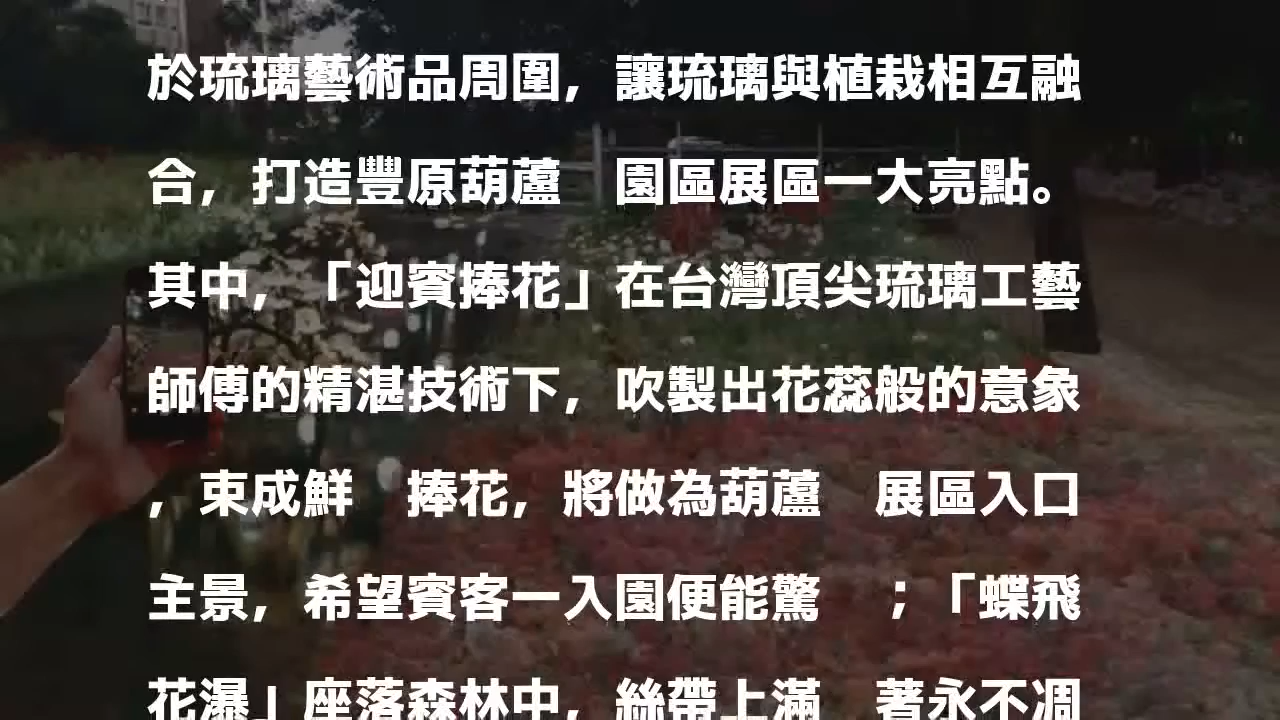 於琉璃藝術品周圍，讓琉璃與植栽相互融
合，打造豐原葫蘆　園區展區一大亮點。
其中，「迎賓捧花」在台灣頂尖琉璃工藝
師傅的精湛技術下，吹製出花蕊般的意象
，束成鮮　捧花，將做為葫蘆　展區入口
主景，希望賓客一入園便能驚　；「蝶飛
花瀑」座落森林中，絲帶上滿　著永不凋